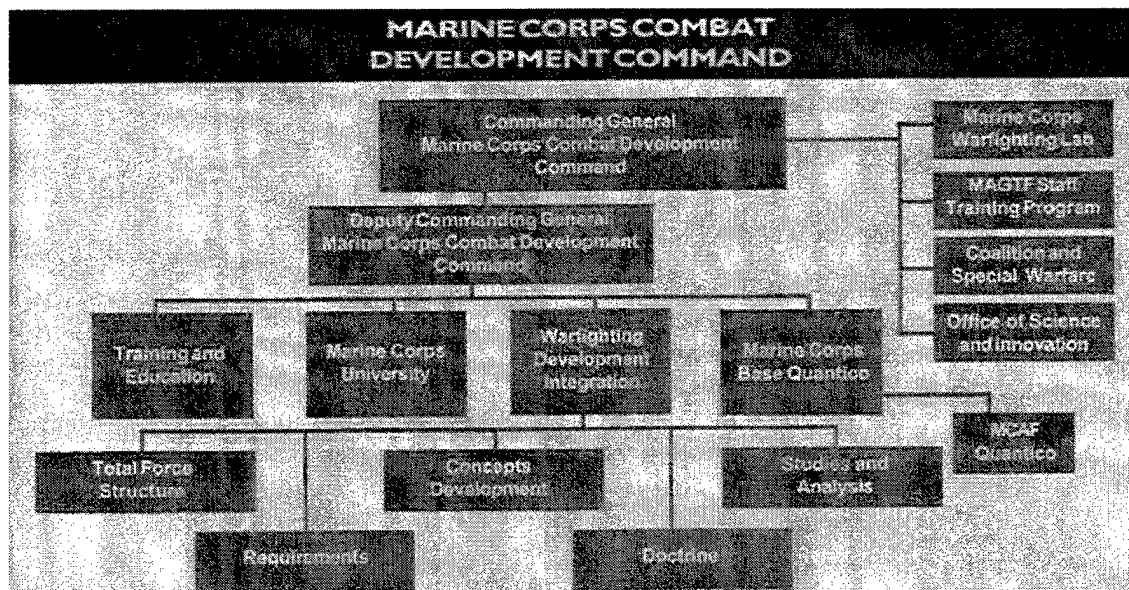 MARINE CORPS COMBAT
DEVELOPMENT COMMAND
Commanding General
Marine Corps Combat Development
Command
Marine Corps
Warfighting Lab
MAGTF Staff
Training Program
Coalition and
Special Warfare
Office of Science
and Innovation
Deputy Commanding General
Marine Corps Combat Development
Command
Training and
Education
Marine Corps
University
Warfighting
Development
Integration
Marine Corps
Base Quantico
MCAF
Quantico
Total Force
Structure
Concepts
Development
Studies and
Analysis
Requirements
Doctrine